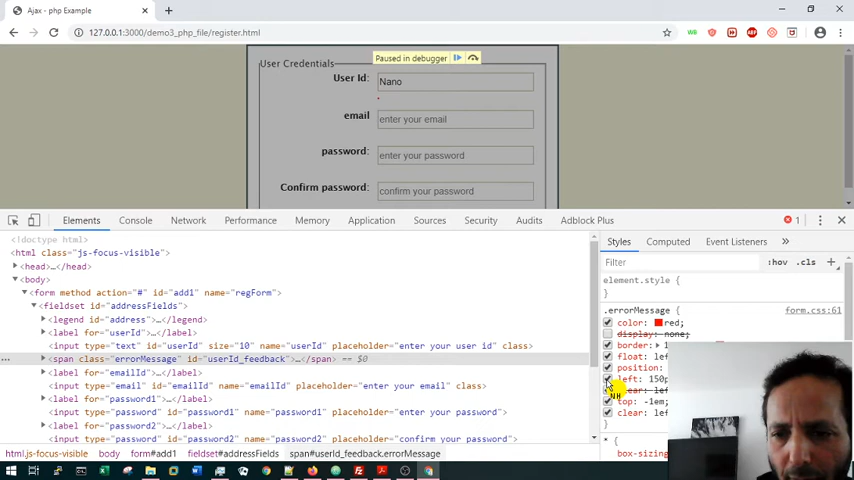 Ajax - php Example
127.0.0.1:8080/demo3_php_file/register.html
WR
ABP
Paused in debugger
User Credentials
User Id:
Nano
email
enter your email
password:
enter your password
Confirm password:
confirm your password
Elements Console Network Performance Memory Application Sources Security Audits Adblock Plus
1
<!doctype html>
<html class="js-focus-visible">
<head>…</head>
<body>
<form method action="#" id="add1" name="regForm">
<fieldset id="addressFields">
<legend id="address">…</legend>
<label for="userId">…</label>
<input type="text" id="userId" size="10" name="userId" placeholder="enter your user id" class>
… <span class="errorMessage" id="userId_feedback">…</span> == $0
<label for="emailId">…</label>
<input type="email" id="emailId" name="emailId" placeholder="enter your email" class>
<label for="password1">…</label>
<input type="password" id="password1" name="password1" placeholder="enter your password">
<label for="password2">…</label>
<input type="password" id="password2" name="password2" placeholder="confirm your password">
html.js-focus-visible body form#add1 fieldset#addressFields span#userId_feedback.errorMessage
Styles Computed Event Listeners
Filter
:hov .cls +
element.style {
}
.errorMessage {
form.css:61
color: red;
display: none;
border:
float:
position:
left:
top: -1em;
clear:
}
* {
NH